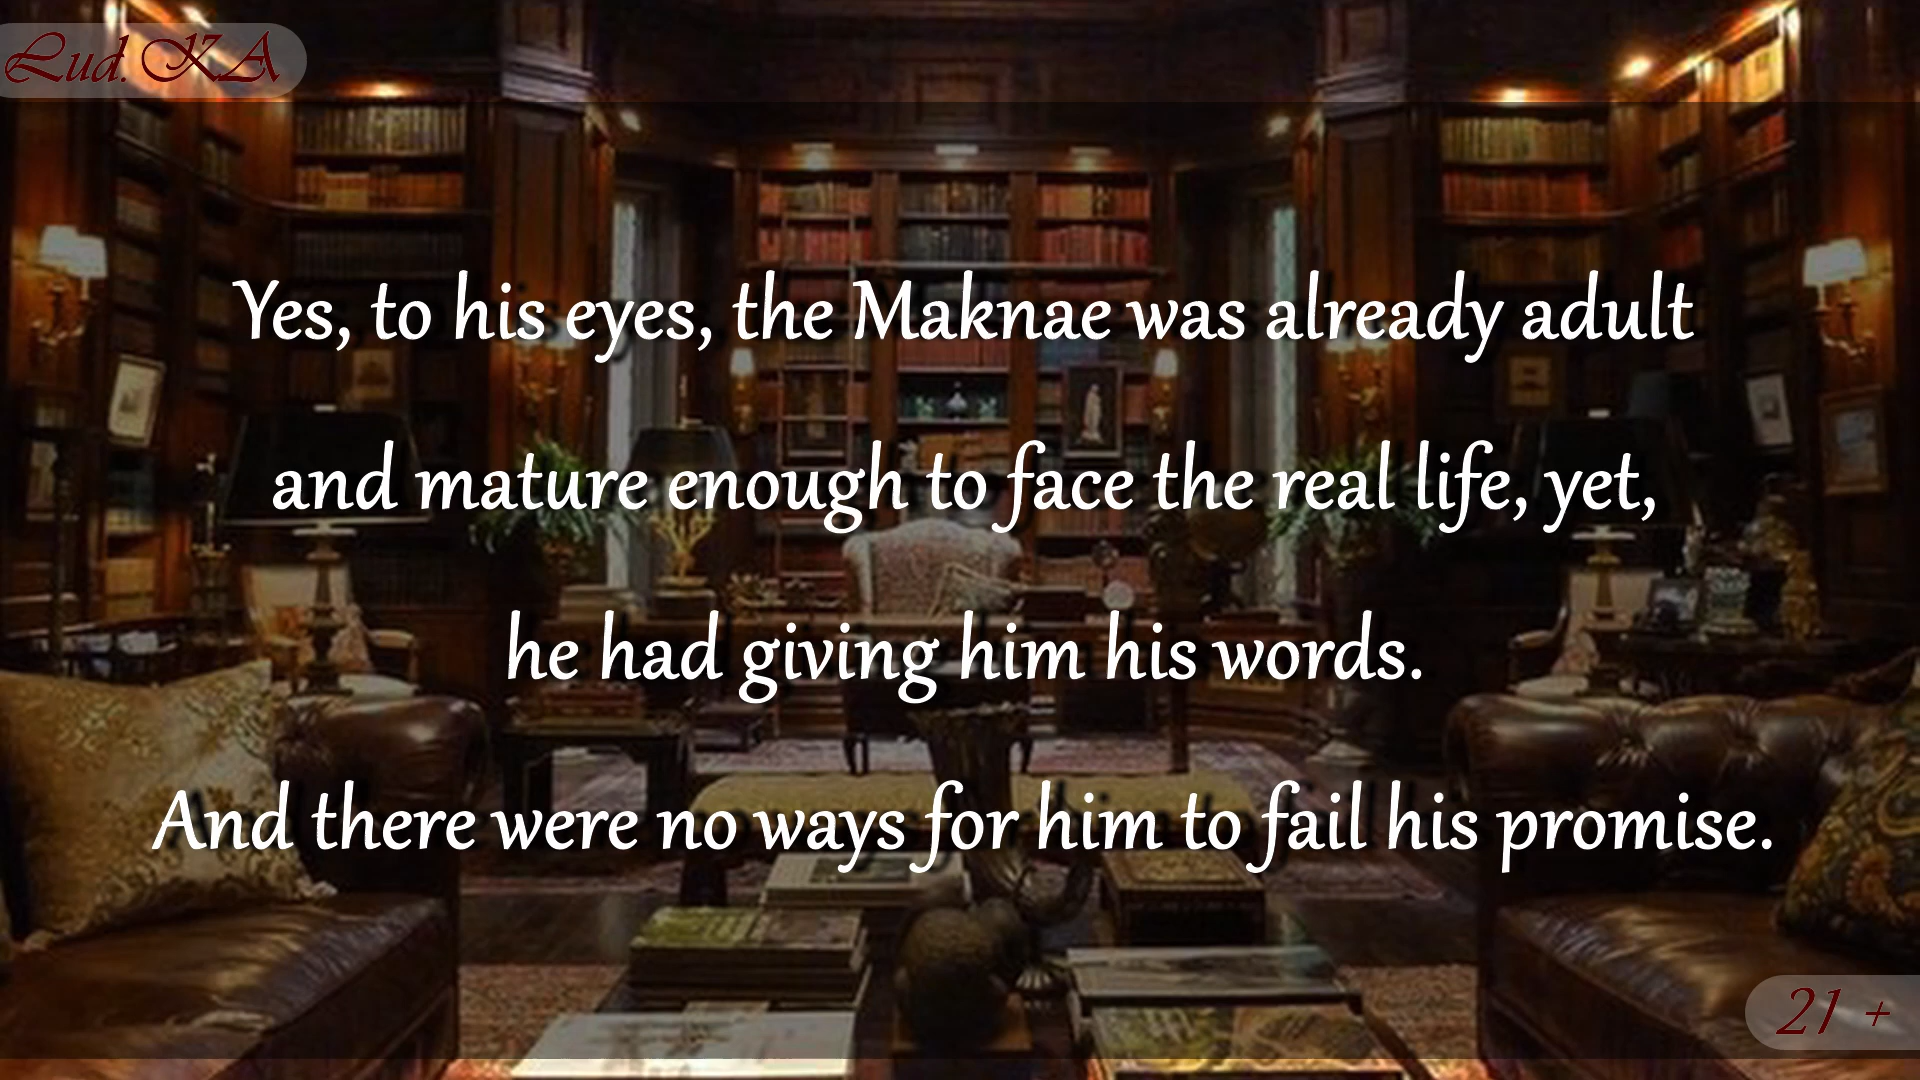 Lud. KA
Yes, to his eyes, the Maknae was already adult
and mature enough to face the real life, yet,
he had giving him his words.
And there were no ways for him to fail his promise.
21 +